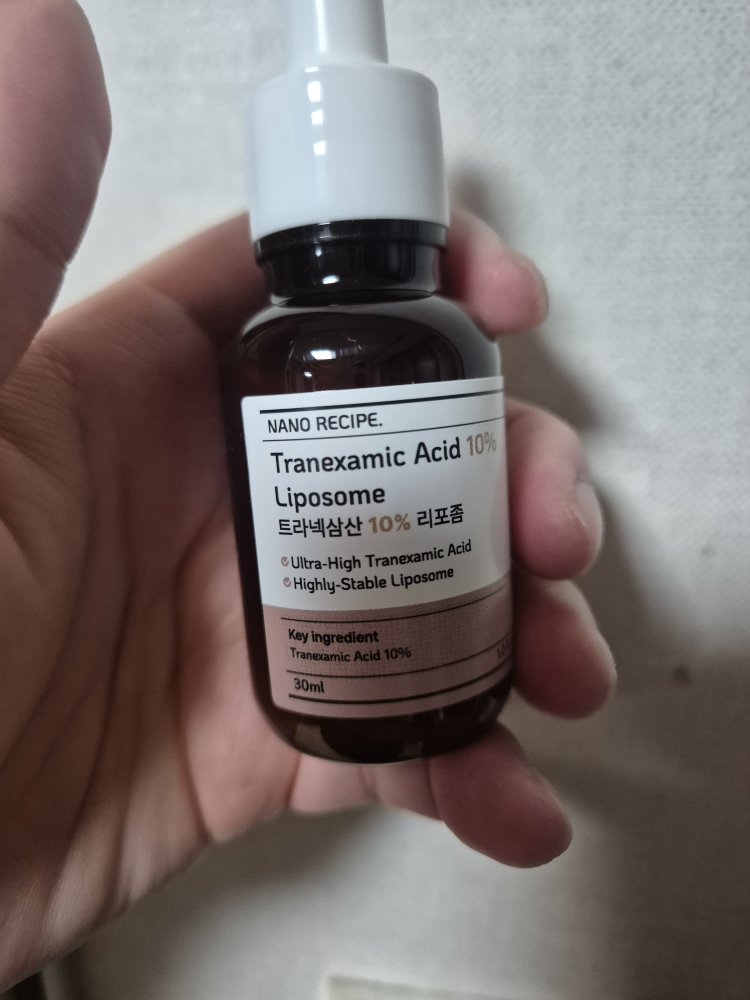 NANO RECIPE.
Tranexamic Acid 10%
Liposome
트라넥삼산 10% 리포좀
Ultra-High Tranexamic Acid
Highly-Stable Liposome
Key ingredient
Tranexamic Acid 10%
30ml